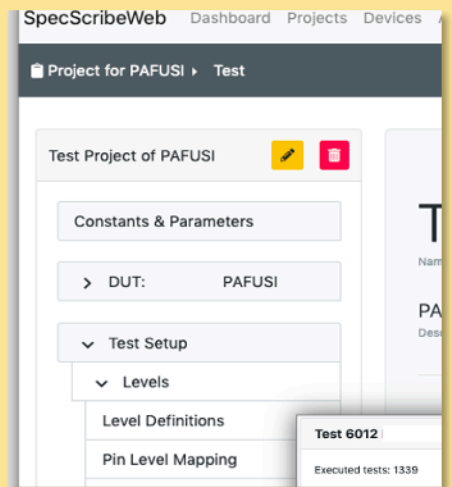 SpecScribeWeb Dashboard Projects Devices
Project for PAFUSI ▸ Test
Test Project of PAFUSI
Constants & Parameters
DUT: PAFUSI
Test Setup
Levels
Level Definitions
Pin Level Mapping
Test 6012
Executed tests: 1339